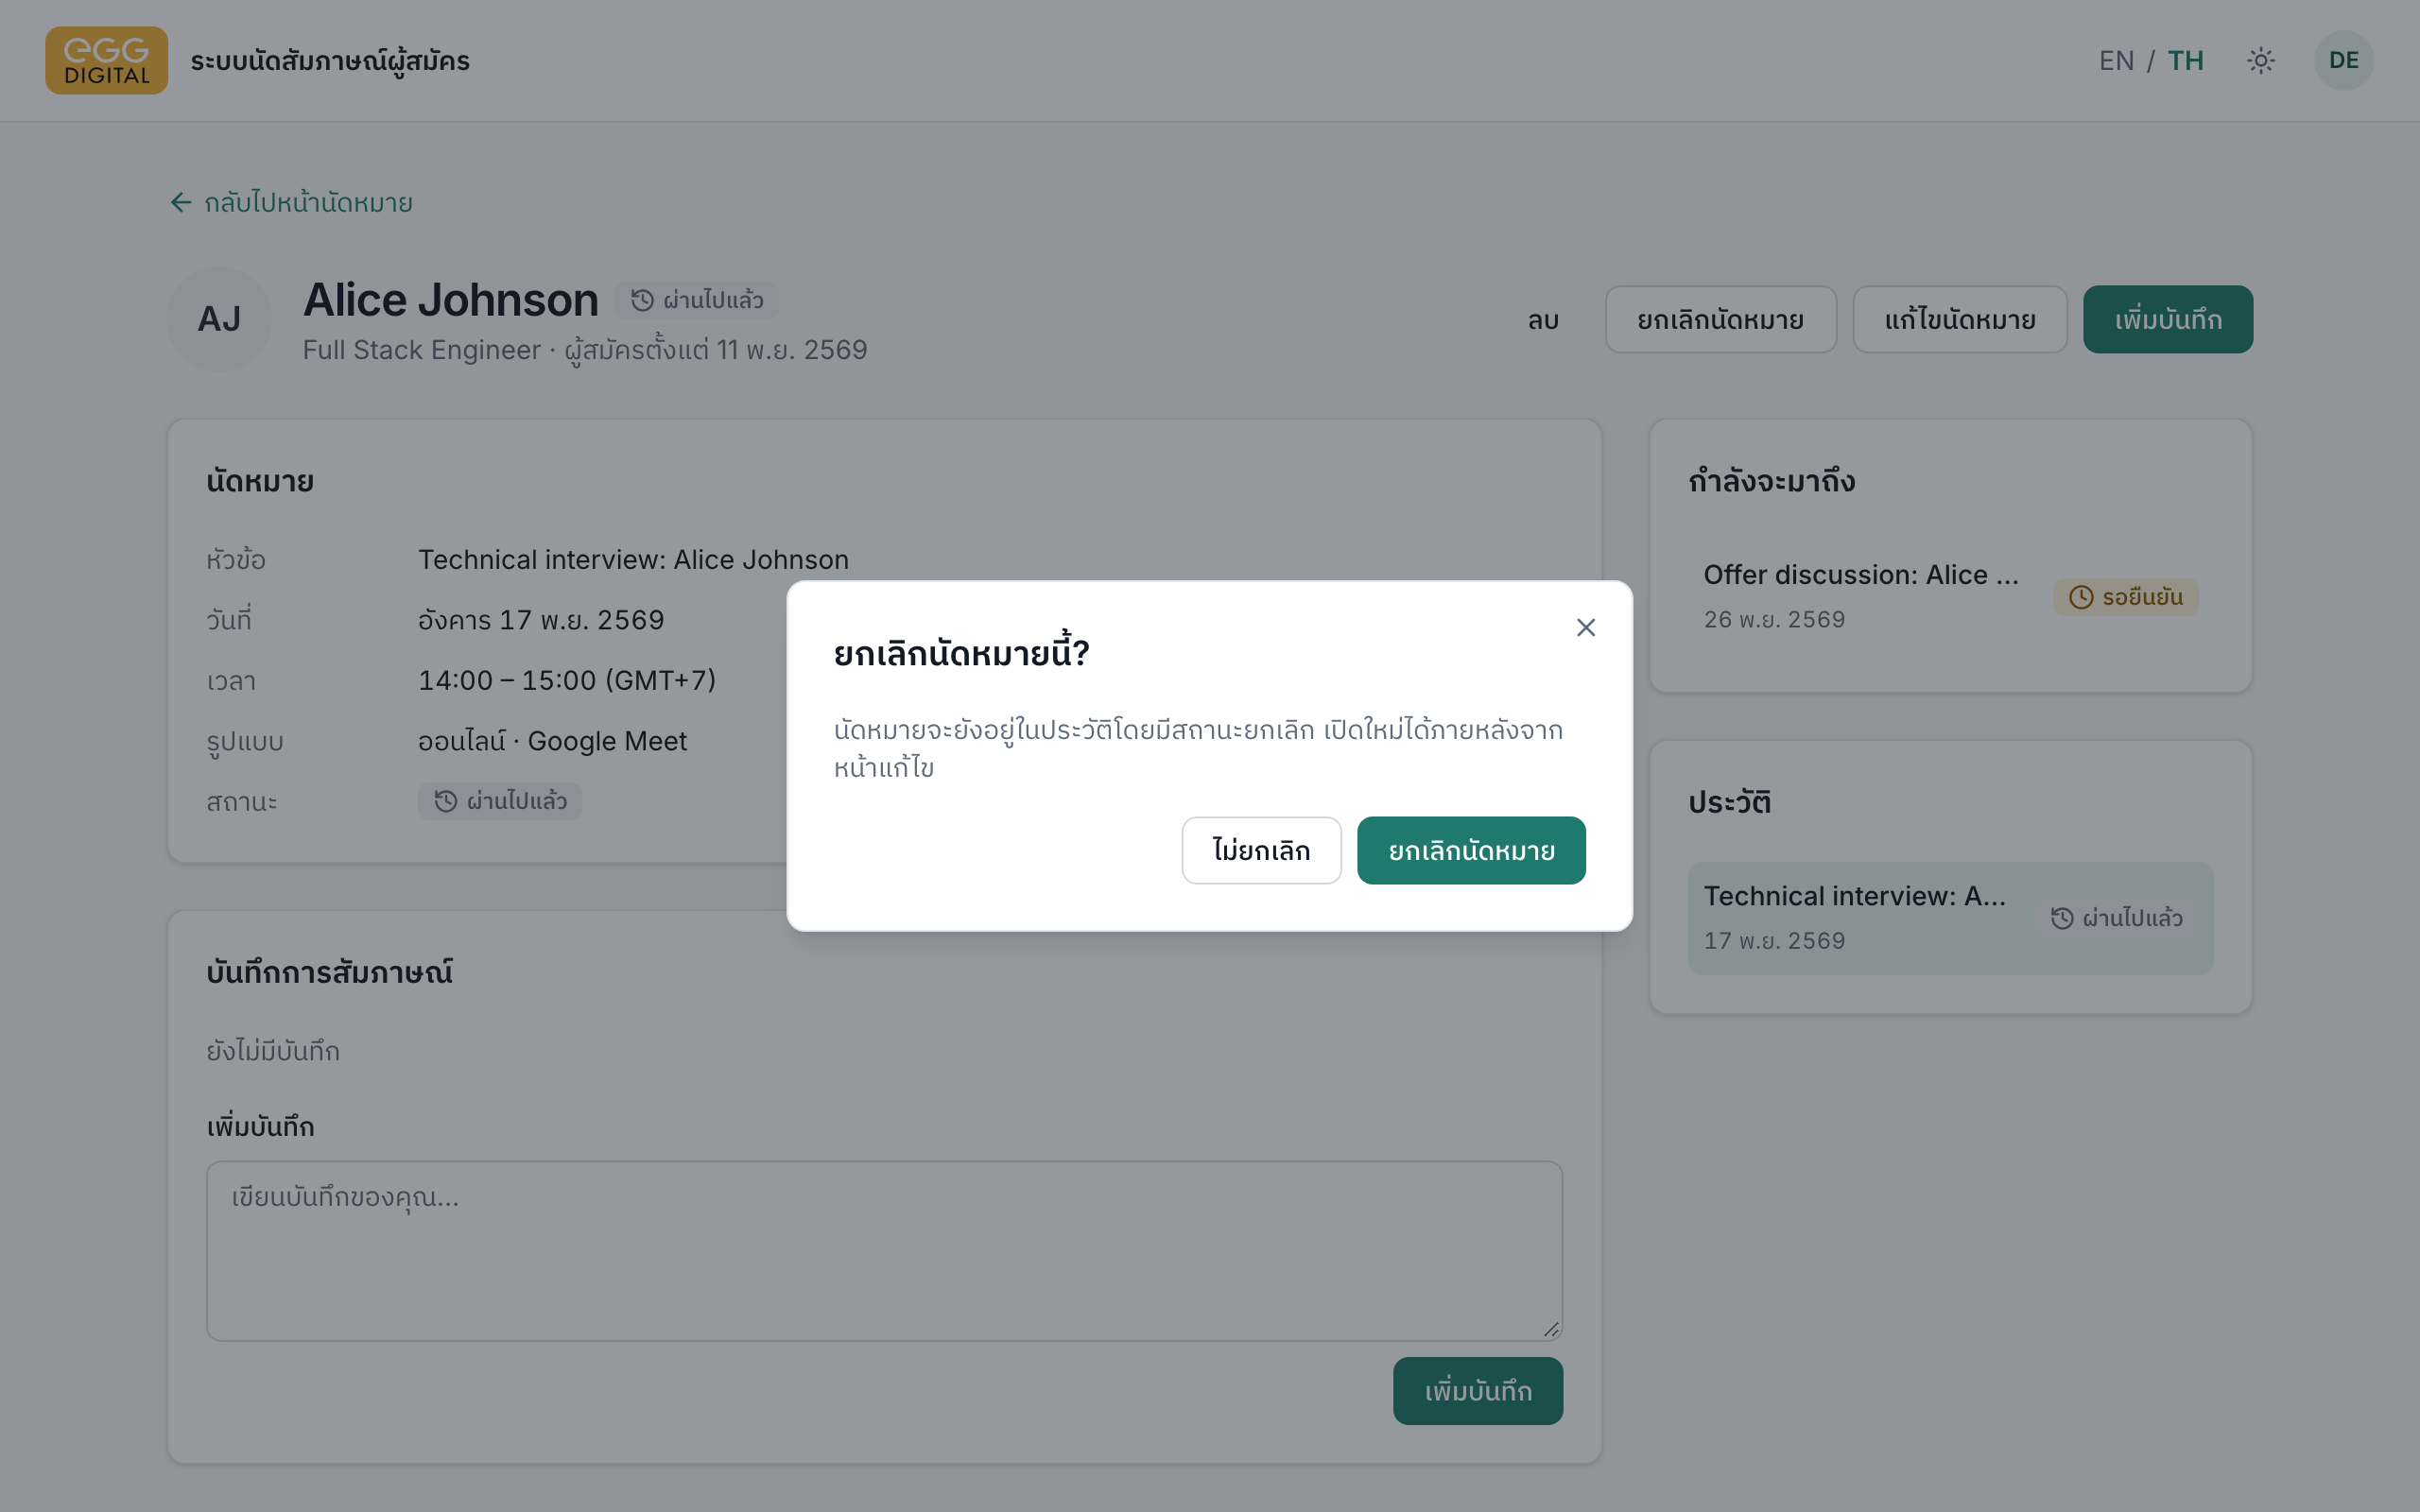 egg
DIGITAL
ระบบนัดสัมภาษณ์ผู้สมัคร
EN / TH
DE
← กลับไปหน้านัดหมาย
AJ
Alice Johnson
ผ่านไปแล้ว
Full Stack Engineer · ผู้สมัครตั้งแต่ 11 พ.ย. 2569
ลบ
ยกเลิกนัดหมาย
แก้ไขนัดหมาย
เพิ่มบันทึก
นัดหมาย
หัวข้อ Technical interview: Alice Johnson
วันที่ อังคาร 17 พ.ย. 2569
เวลา 14:00 – 15:00 (GMT+7)
รูปแบบ ออนไลน์ · Google Meet
สถานะ ผ่านไปแล้ว
ยกเลิกนัดหมายนี้?
นัดหมายจะยังอยู่ในประวัติโดยมีสถานะยกเลิก เปิดใหม่ได้ภายหลังจาก
หน้าแก้ไข
ไม่ยกเลิก
ยกเลิกนัดหมาย
บันทึกการสัมภาษณ์
ยังไม่มีบันทึก
เพิ่มบันทึก
เขียนบันทึกของคุณ...
เพิ่มบันทึก
กำลังจะมาถึง
Offer discussion: Alice ...
26 พ.ย. 2569
รอยืนยัน
ประวัติ
Technical interview: A...
17 พ.ย. 2569
ผ่านไปแล้ว